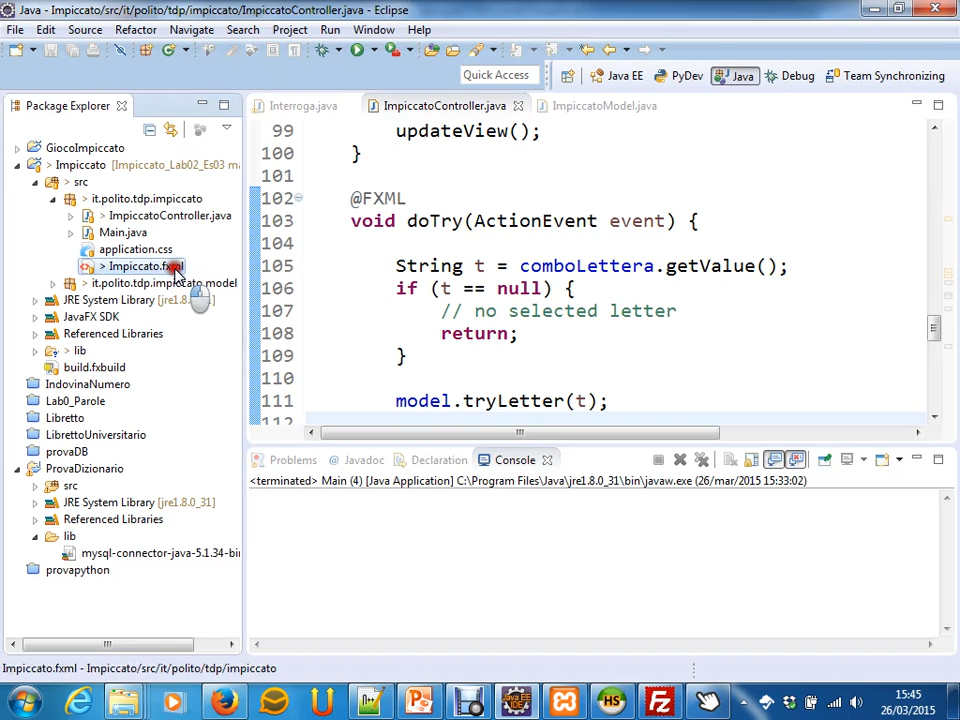 Java - Impiccato/src/it/polito/tdp/impiccato/ImpiccatoController.java - Eclipse
File Edit Source Refactor Navigate Search Project Run Window Help
Quick Access Java EE PyDev Java Debug Team Synchronizing
Package Explorer
GiocoImpiccato
> Impiccato [Impiccato_Lab02_Es03 ma
> src
> it.polito.tdp.impiccato
> ImpiccatoController.java
Main.java
application.css
> Impiccato.fxml
> it.polito.tdp.impiccato.model
JRE System Library
JavaFX SDK
Referenced Libraries
> lib
build.fxbuild
IndovinaNumero
Lab0_Parole
Libretto
LibrettoUniversitario
provaDB
ProvaDizionario
src
JRE System Library [jre1.8.0_31]
Referenced Libraries
lib
mysql-connector-java-5.1.34-bin
provapython
Interroga.java ImpiccatoController.java ImpiccatoModel.java
99 updateView();
100 }
101
102 @FXML
103 void doTry(ActionEvent event) {
104
105 String t = comboLettera.getValue();
106 if (t == null) {
107 // no selected letter
108 return;
109 }
110
111 model.tryLetter(t);
112
Problems @ Javadoc Declaration Console
<terminated> Main (4) [Java Application] C:\Program Files\Java\jre1.8.0_31\bin\javaw.exe (26/mar/2015 15:33:02)
Impiccato.fxml - Impiccato/src/it/polito/tdp/impiccato
15:45
26/03/2015